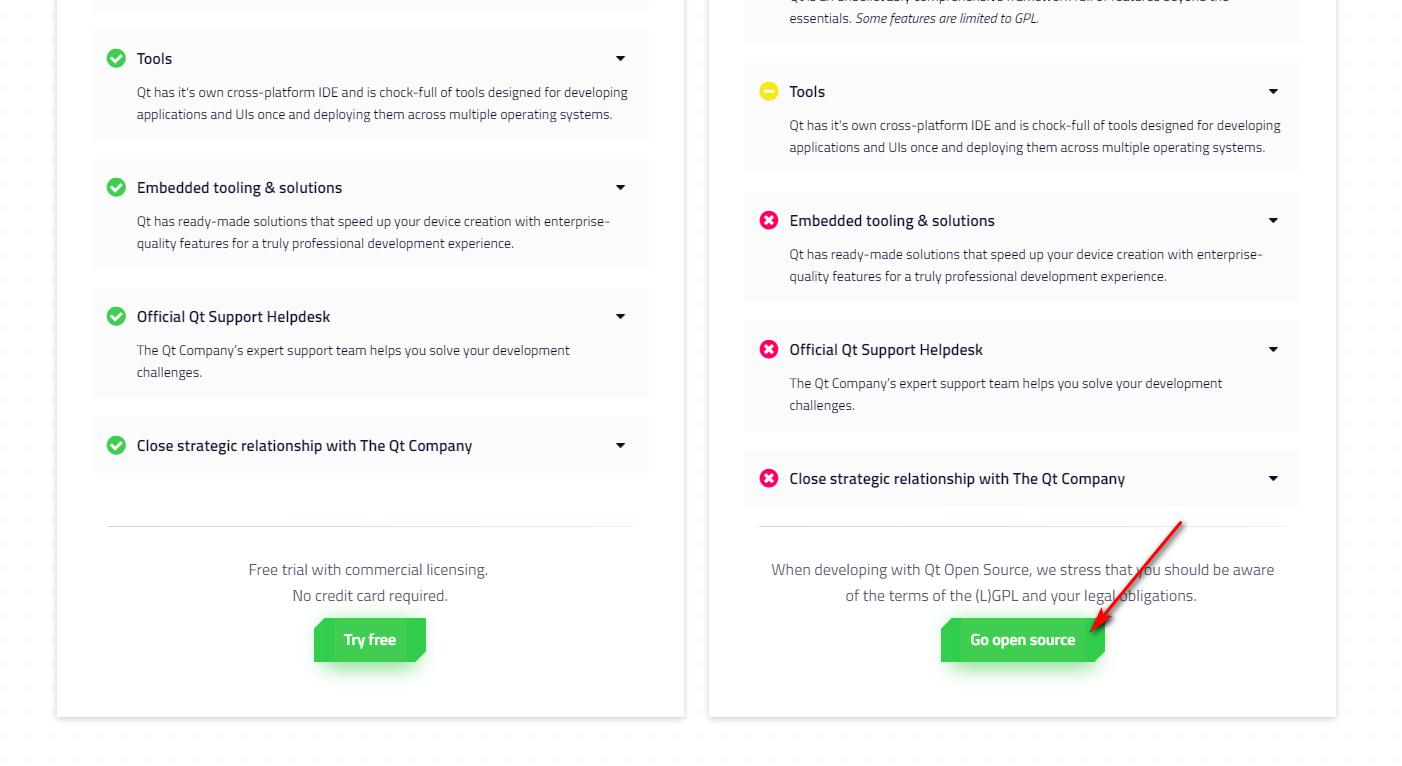 Tools
Qt has it's own cross-platform IDE and is chock-full of tools designed for developing
applications and UIs once and deploying them across multiple operating systems.
Embedded tooling & solutions
Qt has ready-made solutions that speed up your device creation with enterprise-
quality features for a truly professional development experience.
Official Qt Support Helpdesk
The Qt Company's expert support team helps you solve your development
challenges.
Close strategic relationship with The Qt Company
Free trial with commercial licensing.
No credit card required.
Try free
essentials. Some features are limited to GPL.
Tools
Qt has it's own cross-platform IDE and is chock-full of tools designed for developing
applications and UIs once and deploying them across multiple operating systems.
Embedded tooling & solutions
Qt has ready-made solutions that speed up your device creation with enterprise-
quality features for a truly professional development experience.
Official Qt Support Helpdesk
The Qt Company's expert support team helps you solve your development
challenges.
Close strategic relationship with The Qt Company
When developing with Qt Open Source, we stress that you should be aware
of the terms of the (L)GPL and your legal obligations.
Go open source